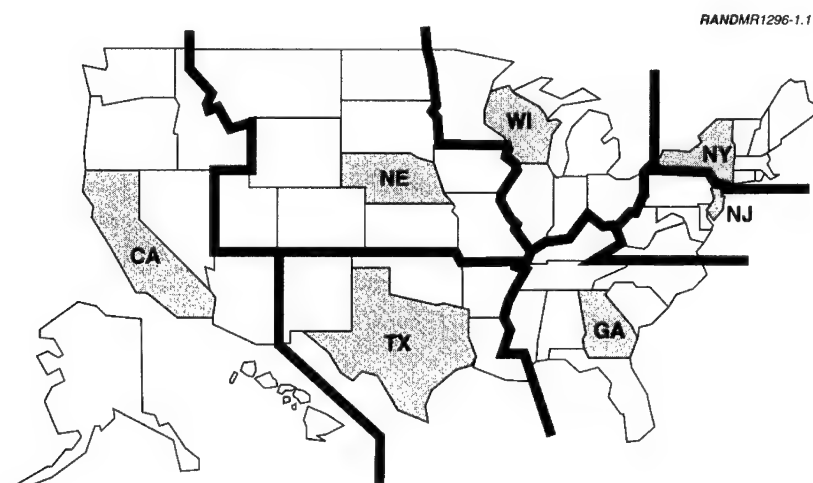 RANDMR1296-1.1
WI
NY
NE
NJ
CA
GA
TX